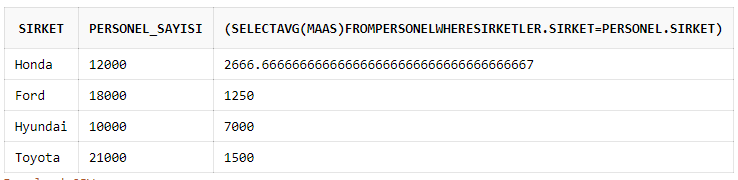 SIRKET PERSONEL_SAYISI (SELECTAVG(MAAS)FROMPERSONELWHERESIRKETLER.SIRKET=PERSONEL.SIRKET)
Honda 12000 2666.66666666666666666666666666666666667
Ford 18000 1250
Hyundai 10000 7000
Toyota 21000 1500